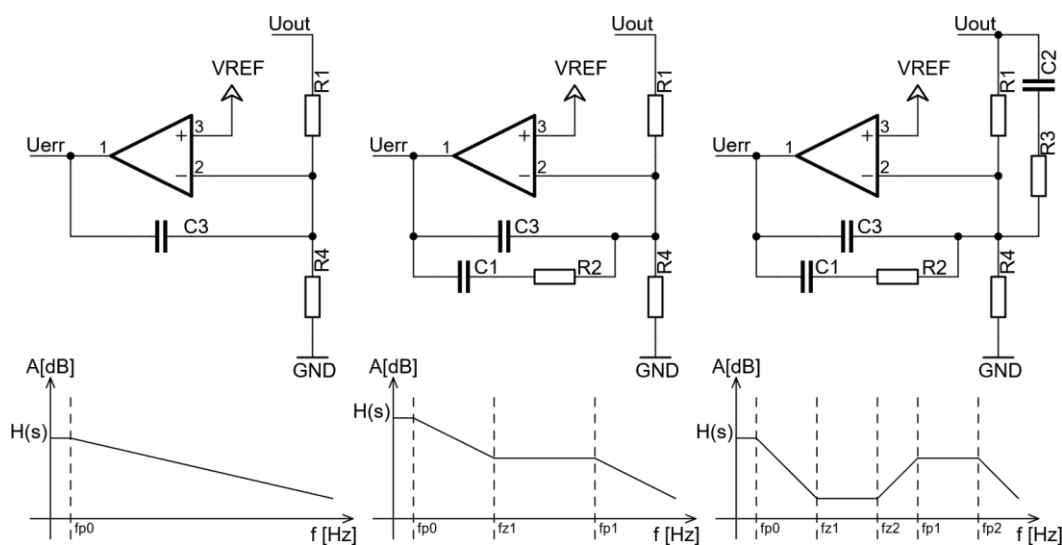 Uout
VREF
R1
Uerr
1
3
+
2
−
C3
R4
GND
Uout
VREF
R1
Uerr
1
3
+
2
−
C3
C1
R2
R4
GND
Uout
C2
VREF
R1
R3
Uerr
1
3
+
2
−
C3
C1
R2
R4
GND
A[dB]
H(s)
fp0
f [Hz]
A[dB]
H(s)
fp0
fz1
fp1
f [Hz]
A[dB]
H(s)
fp0
fz1
fz2
fp1
fp2
f [Hz]